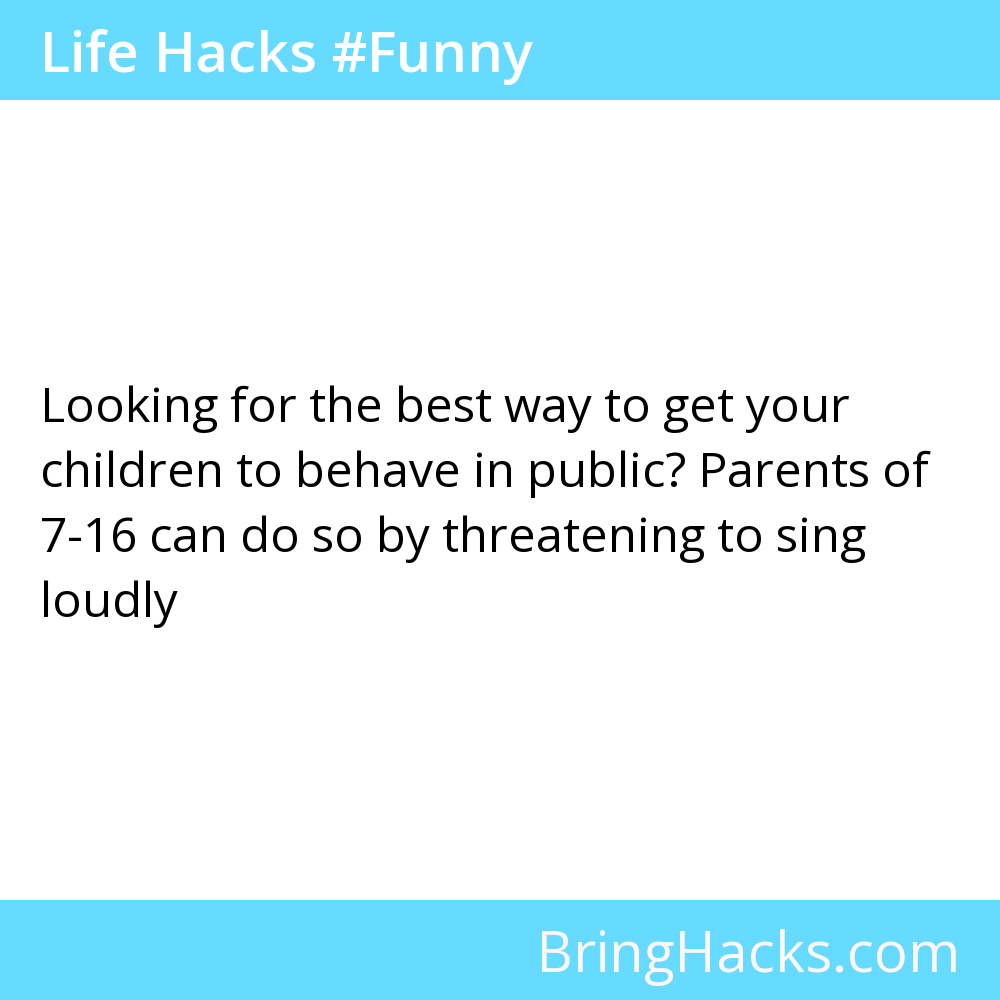 Life Hacks #Funny
Looking for the best way to get your
children to behave in public? Parents of
7-16 can do so by threatening to sing
loudly
BringHacks.com